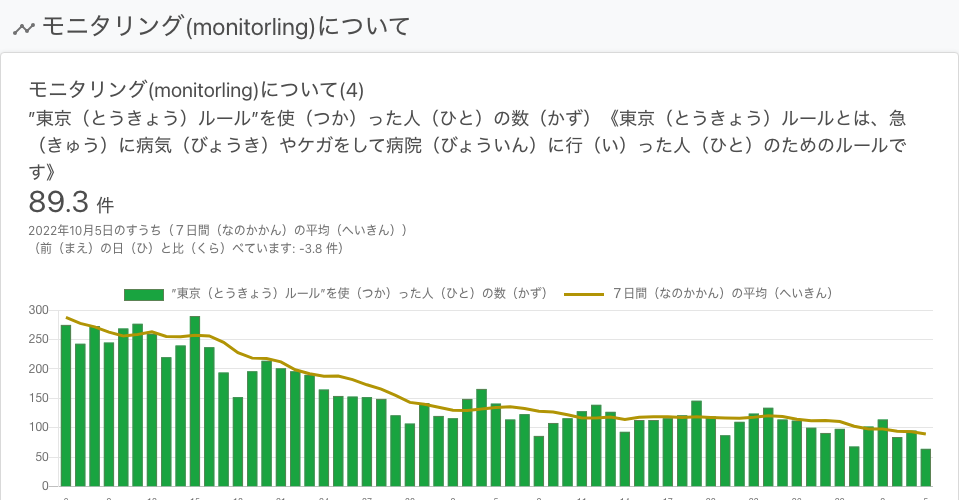 モニタリング(monitorling)について
モニタリング(monitorling)について(4)
”東京（とうきょう）ルール”を使（つか）った人（ひと）の数（かず）《東京（とうきょう）ルールとは、急
（きゅう）に病気（びょうき）やケガをして病院（びょういん）に行（い）った人（ひと）のためのルールで
す》
89.3 件
2022年10月5日のすうち（７日間（なのかかん）の平均（へいきん））
（前（まえ）の日（ひ）と比（くら）べています: -3.8 件）
”東京（とうきょう）ルール”を使（つか）った人（ひと）の数（かず） ７日間（なのかかん）の平均（へいきん）
300
250
200
150
100
50
0